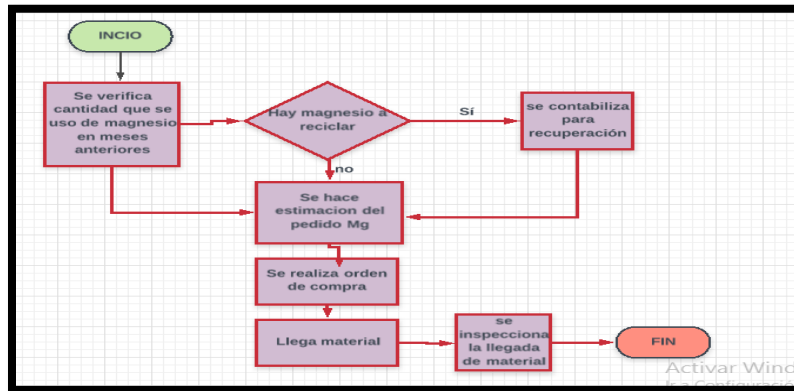 INCIO
Se verifica
cantidad que se
uso de magnesio
en meses
anteriores
Hay magnesio a
reciclar
Sí
se contabiliza
para
recuperación
no
Se hace
estimacion del
pedido Mg
Se realiza orden
de compra
Llega material
se
inspecciona
la llegada
de material
FIN
Activar Wind
Ir a Configuració